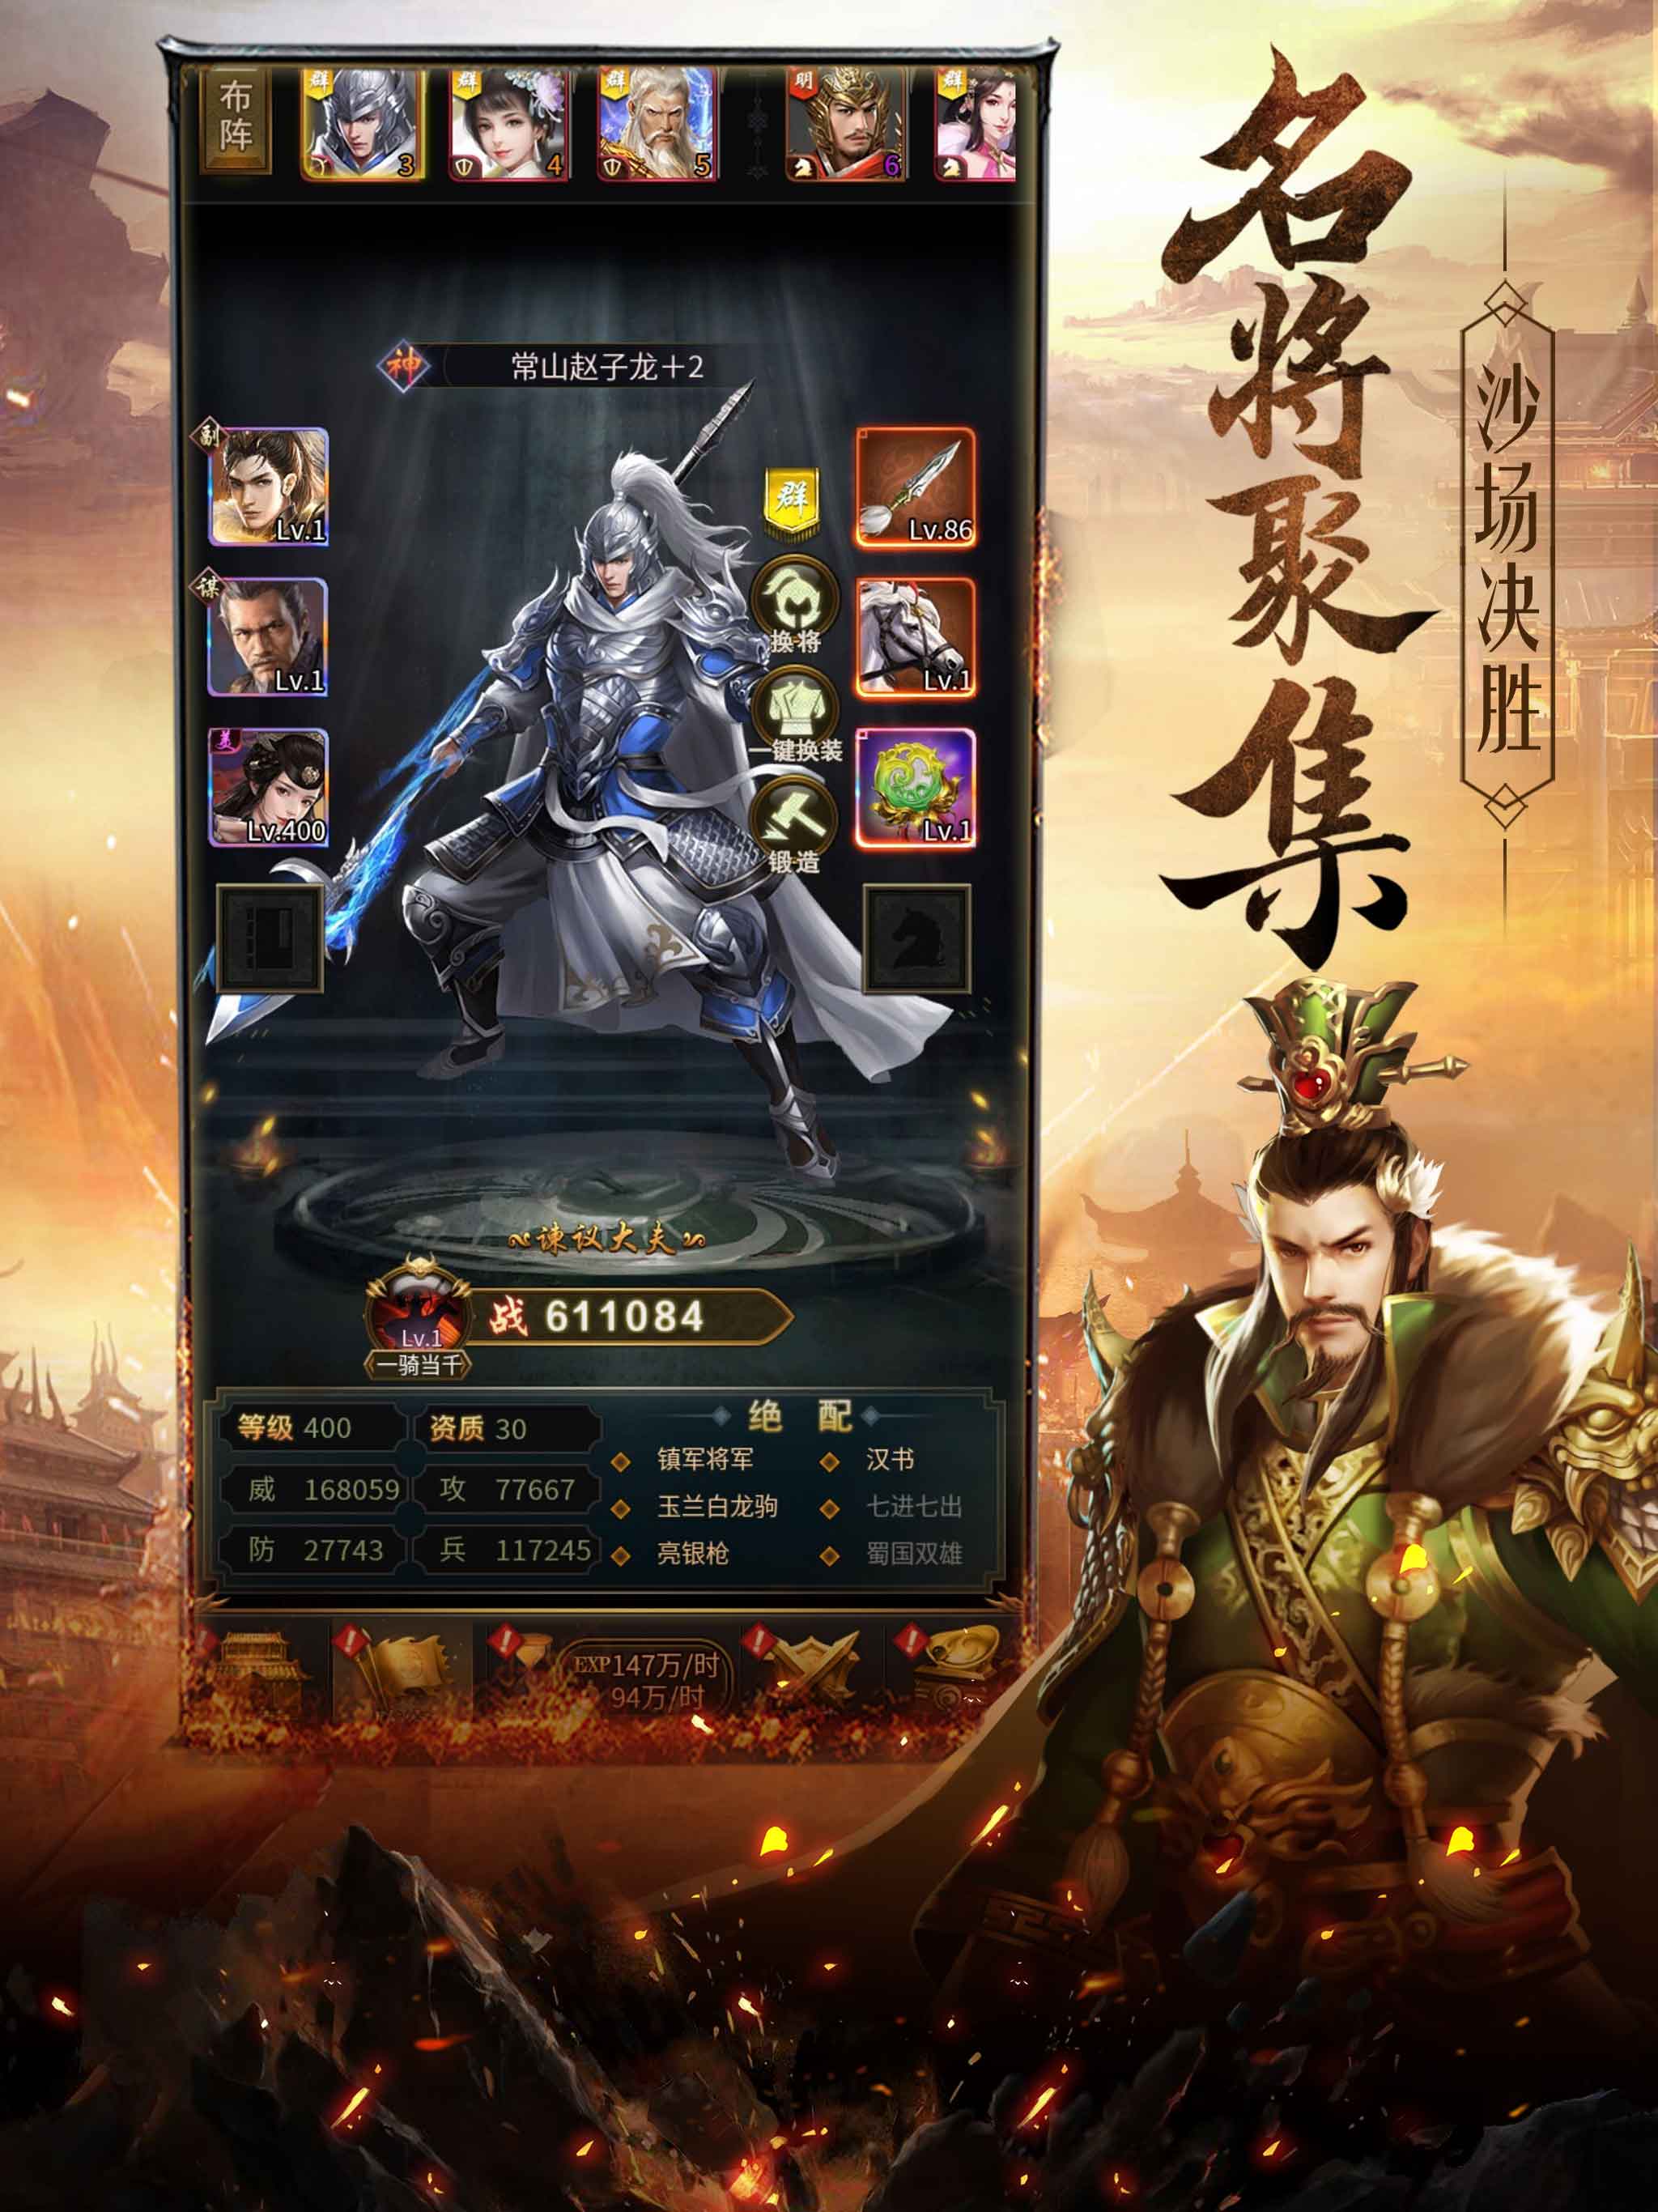 布阵
群
3
群
4
群
5
明
6
群
神
常山赵子龙+2
副
Lv.1
谋
Lv.1
美
Lv.400
群
换将
一键换装
锻造
Lv.86
Lv.1
Lv.1
谏议大夫
Lv.1
一骑当千
战 611084
等级 400
资质 30
威 168059
攻 77667
防 27743
兵 117245
绝 配
镇军将军
汉书
玉兰白龙驹
七进七出
亮银枪
蜀国双雄
EXP147万/时
94万/时
名将聚集
沙场决胜